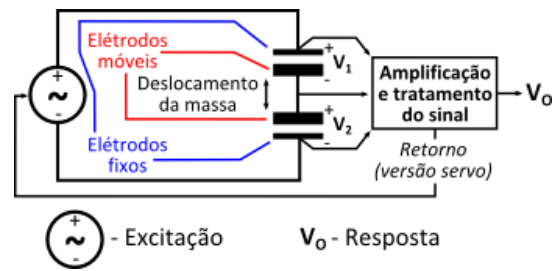 Elétrodos
móveis
Deslocamento
da massa
Elétrodos
fixos
+
~
-
+
V1
-
+
V2
-
Amplificação
e tratamento
do sinal
VO
Retorno
(versão servo)
+
~
-
- Excitação
VO - Resposta